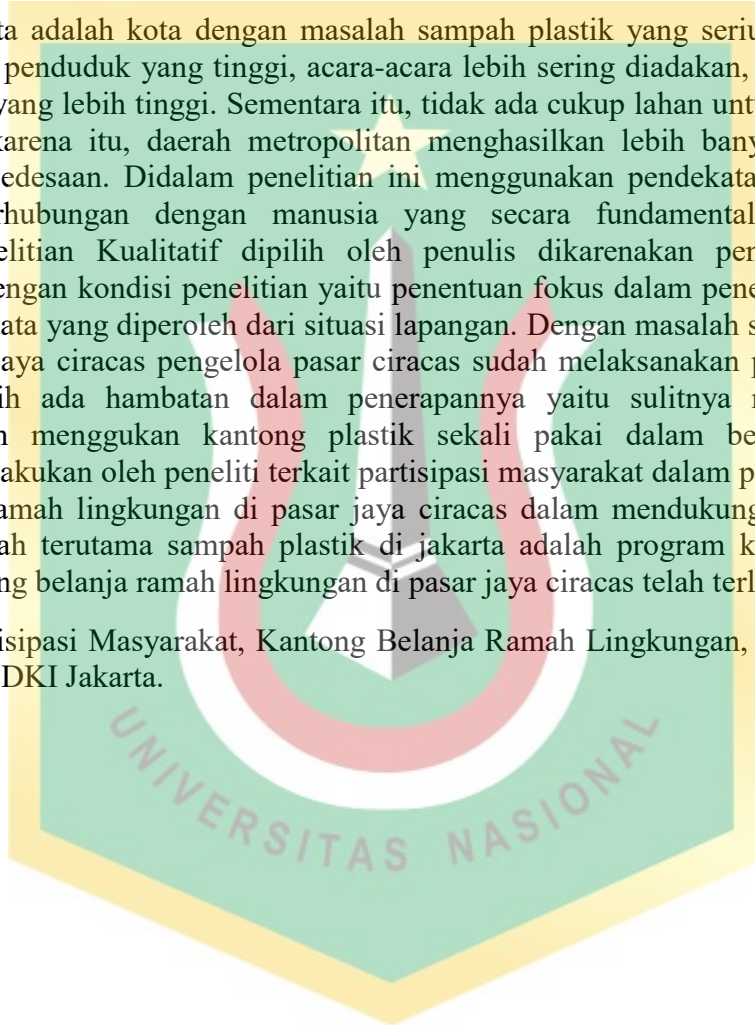 ta adalah kota dengan masalah sampah plastik yang seriu
penduduk yang tinggi, acara-acara lebih sering diadakan,
yang lebih tinggi. Sementara itu, tidak ada cukup lahan unt
karena itu, daerah metropolitan menghasilkan lebih bany
edesaan. Didalam penelitian ini menggunakan pendekata
rhubungan dengan manusia yang secara fundamental
elitian Kualitatif dipilih oleh penulis dikarenakan pen
engan kondisi penelitian yaitu penentuan fokus dalam pene
ata yang diperoleh dari situasi lapangan. Dengan masalah s
jaya ciracas pengelola pasar ciracas sudah melaksanakan p
ih ada hambatan dalam penerapannya yaitu sulitnya
n menggukan kantong plastik sekali pakai dalam be
akukan oleh peneliti terkait partisipasi masyarakat dalam p
amah lingkungan di pasar jaya ciracas dalam mendukung
ah terutama sampah plastik di jakarta adalah program k
ng belanja ramah lingkungan di pasar jaya ciracas telah terl
isipasi Masyarakat, Kantong Belanja Ramah Lingkungan,
DKI Jakarta.
UNIVERSITAS NASIONAL